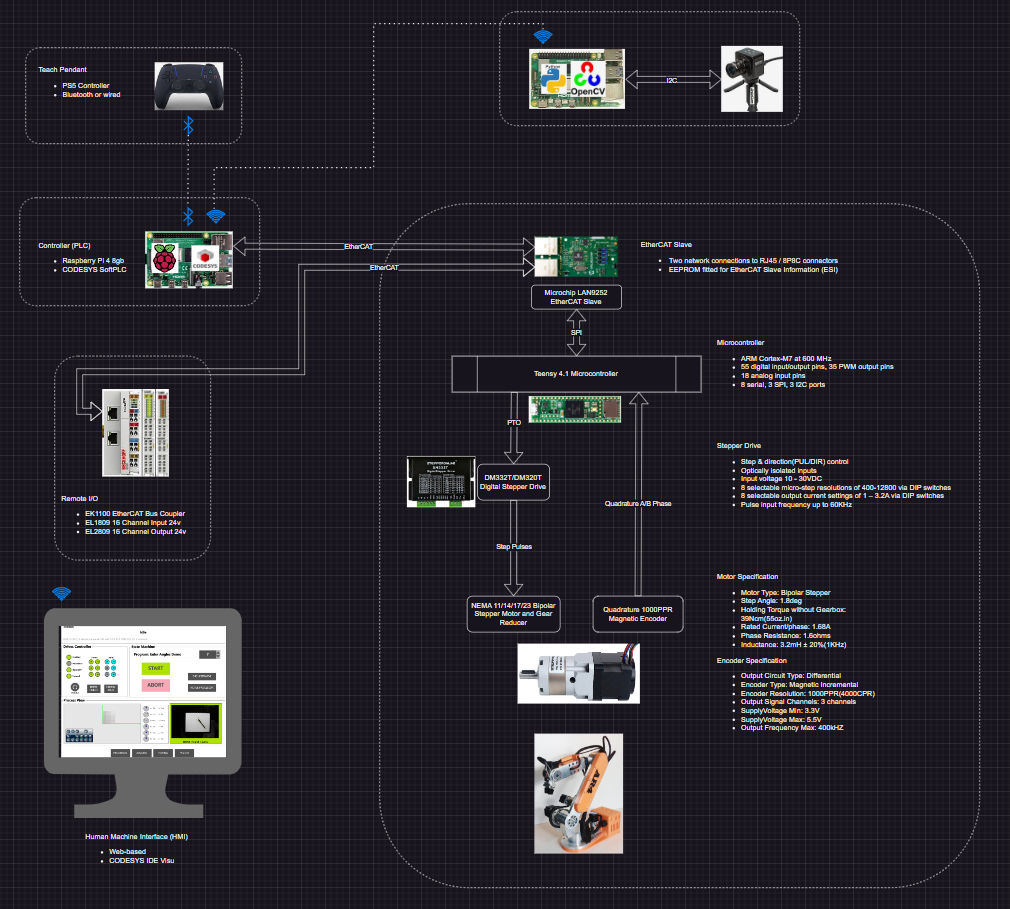 Teach Pendant
PS5 Controller
Bluetooth or wired
Python
OpenCV
I2C
Controller (PLC)
Raspberry Pi 4 8gb
CODESYS SoftPLC
CODESYS
EtherCAT
EtherCAT
EtherCAT Slave
Two network connections to RJ45 / 8P8C connectors
EEPROM fitted for EtherCAT Slave Information (ESI)
Microchip LAN9252
EtherCAT Slave
SPI
Teensy 4.1 Microcontroller
Microcontroller
ARM Cortex-M7 at 600 MHz
55 digital input/output pins, 35 PWM output pins
18 analog input pins
8 serial, 3 SPI, 3 I2C ports
PTO
DM332T/DM320T
Digital Stepper Drive
Quadrature A/B Phase
Stepper Drive
Step & direction(PUL/DIR) control
Optically isolated inputs
Input voltage 10 - 30VDC
8 selectable micro-step resolutions of 400-12800 via DIP switches
8 selectable output current settings of 1 – 3.2A via DIP switches
Pulse input frequency up to 60KHz
Remote I/O
EK1100 EtherCAT Bus Coupler
EL1809 16 Channel Input 24v
EL2809 16 Channel Output 24v
Step Pulses
NEMA 11/14/17/23 Bipolar
Stepper Motor and Gear
Reducer
Quadrature 1000PPR
Magnetic Encoder
Motor Specification
Motor Type: Bipolar Stepper
Step Angle: 1.8deg
Holding Torque without Gearbox:
39Ncm(55oz.in)
Rated Current/phase: 1.68A
Phase Resistance: 1.6ohms
Inductance: 3.2mH ± 20%(1KHz)
Encoder Specification
Output Circuit Type: Differential
Encoder Type: Magnetic Incremental
Encoder Resolution: 1000PPR(4000CPR)
Output Signal Channels: 3 channels
SupplyVoltage Min: 3.3V
SupplyVoltage Max: 5.5V
Output Frequency Max: 400kHZ
Idle
START
ABORT
AR4
Human Machine Interface (HMI)
Web-based
CODESYS IDE Visu